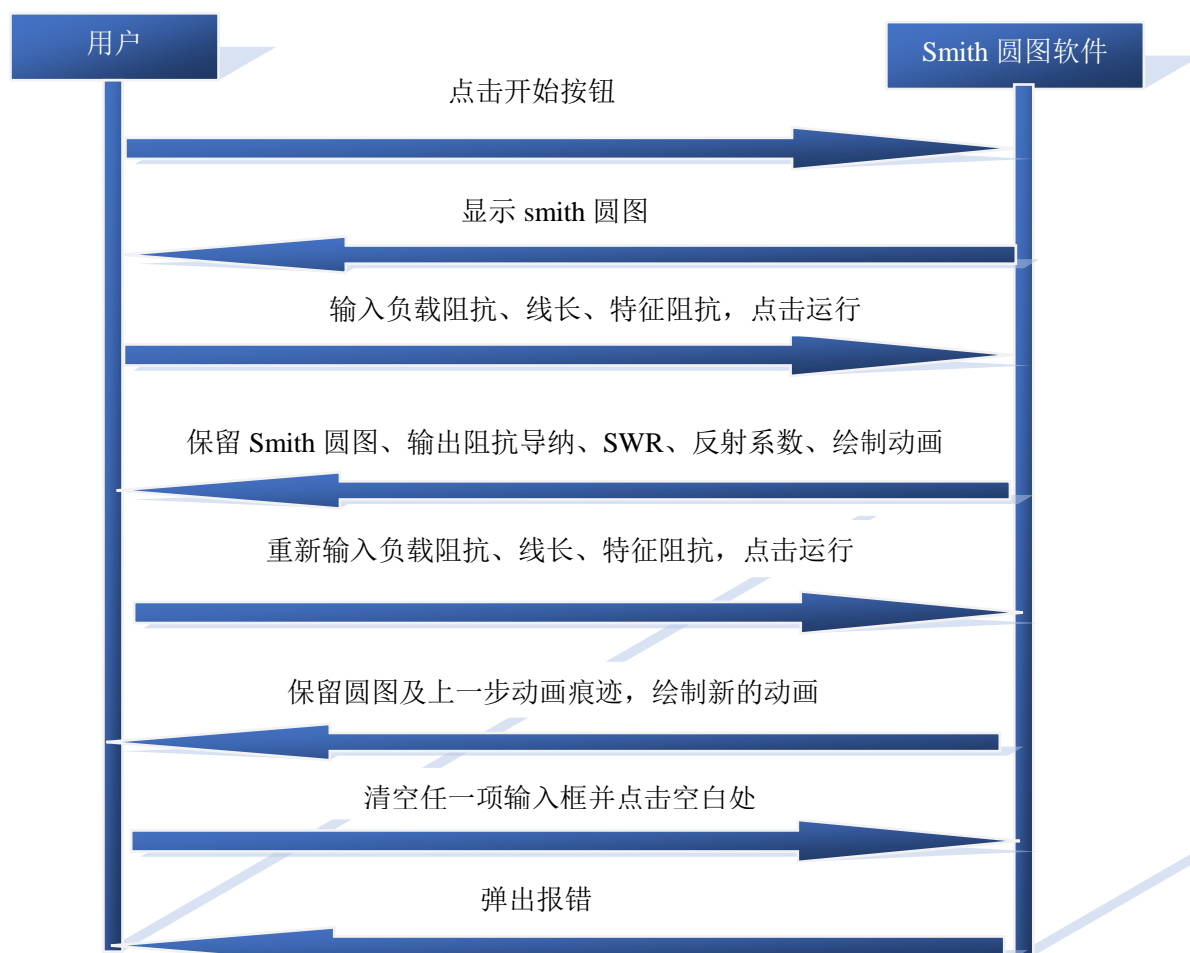 用户
Smith 圆图软件
点击开始按钮
显示 smith 圆图
输入负载阻抗、线长、特征阻抗，点击运行
保留 Smith 圆图、输出阻抗导纳、SWR、反射系数、绘制动画
重新输入负载阻抗、线长、特征阻抗，点击运行
保留圆图及上一步动画痕迹，绘制新的动画
清空任一项输入框并点击空白处
弹出报错